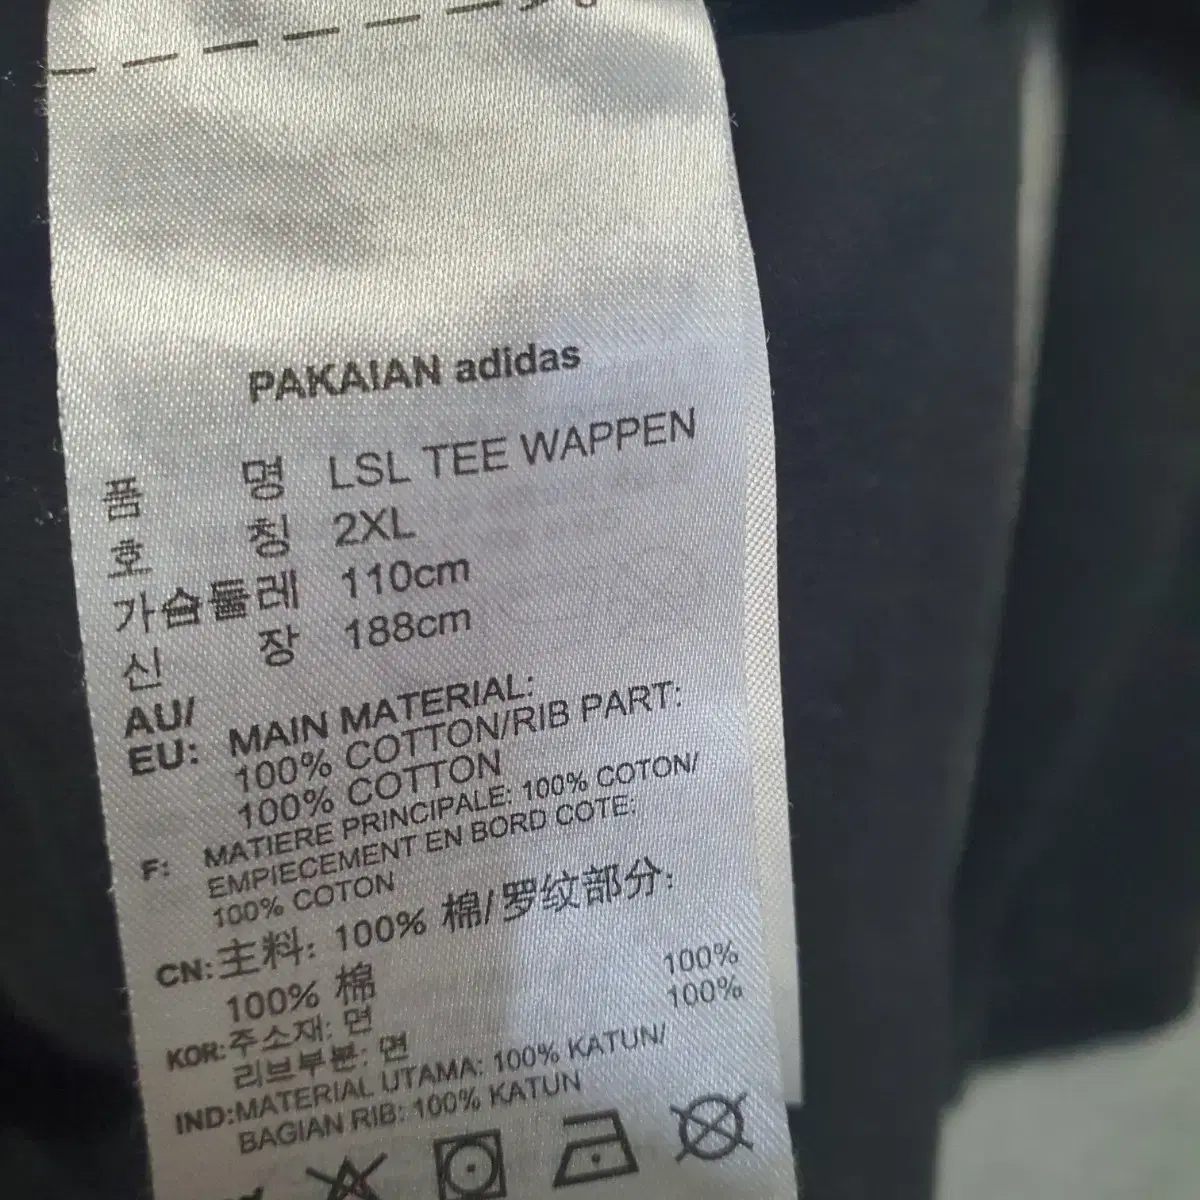 PAKAIAN adidas
품 명 LSL TEE WAPPEN
호 칭 2XL
가슴둘레 110cm
신 장 188cm
AU/
EU: MAIN MATERIAL:
100% COTTON/RIB PART:
100% COTTON
F: MATIERE PRINCIPALE: 100% COTON/
EMPIECEMENT EN BORD COTE:
100% COTON
CN:主料: 100% 棉/罗纹部分:
100% 棉
KOR:주소재: 면 100%
리브부분: 면 100%
IND:MATERIAL UTAMA: 100% KATUN/
BAGIAN RIB: 100% KATUN